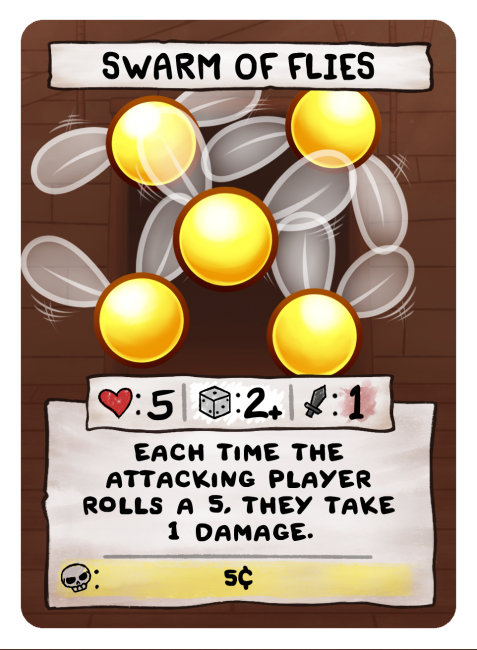 SWARM OF FLIES
:5 :2+ :1
EACH TIME THE
ATTACKING PLAYER
ROLLS A 5, THEY TAKE
1 DAMAGE.
: 5¢